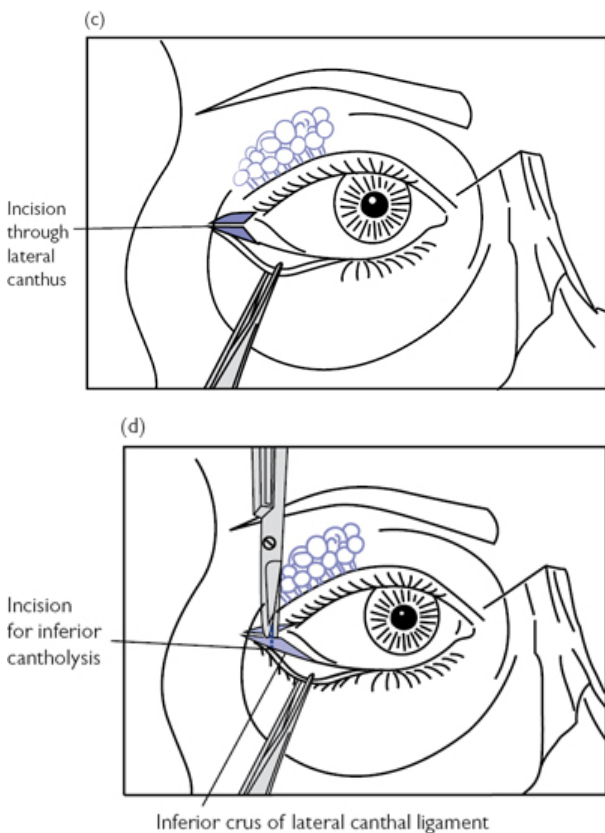 (c)
Incision
through
lateral
canthus
(d)
Incision
for inferior
cantholysis
Inferior crus of lateral canthal ligament